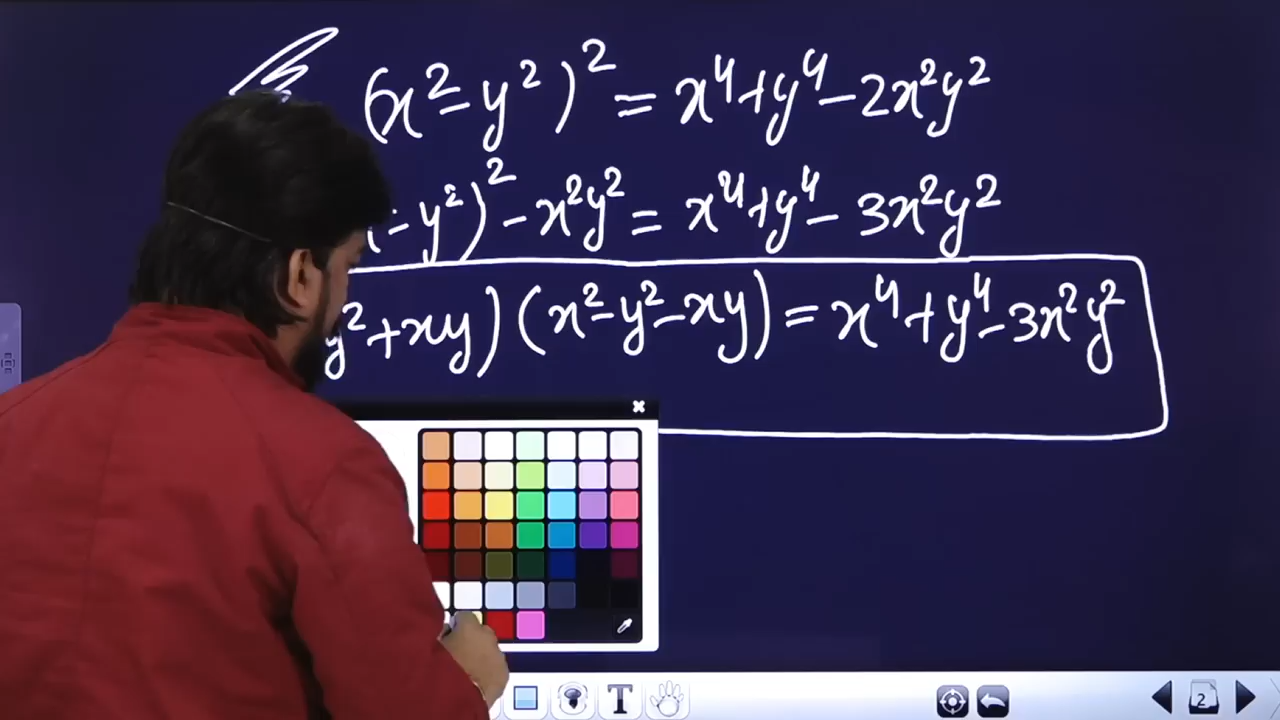 (x² - y²)² = x⁴ + y⁴ - 2x²y²
- y²)² - x²y² = x⁴ + y⁴ - 3x²y²
y² + xy) (x² - y² - xy) = x⁴ + y⁴ - 3x²y²
T
2